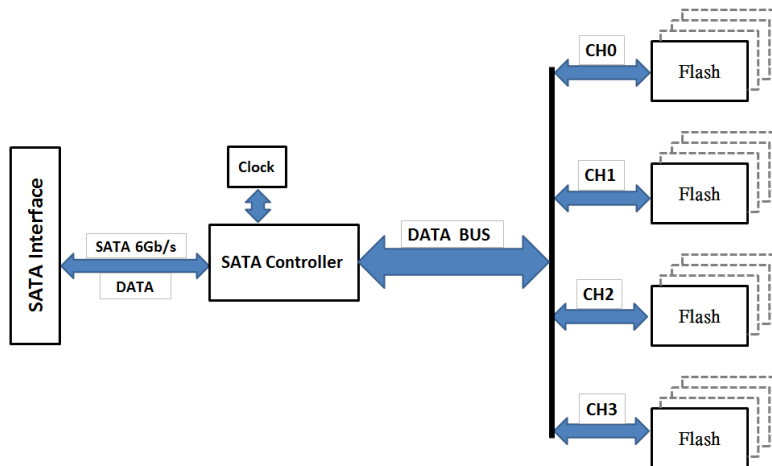 SATA Interface
SATA 6Gb/s
DATA
Clock
SATA Controller
DATA BUS
CH0
Flash
CH1
Flash
CH2
Flash
CH3
Flash